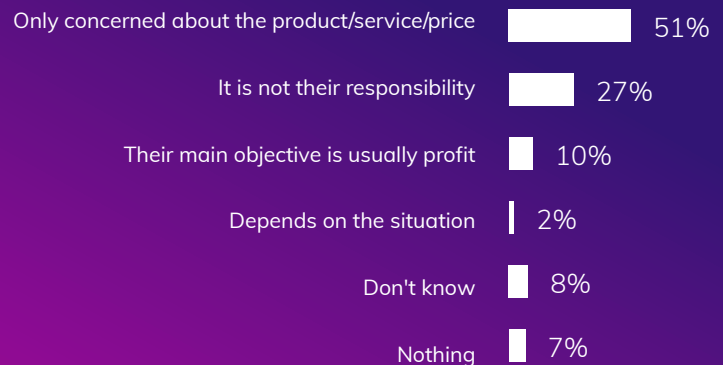 Only concerned about the product/service/price 51%
It is not their responsibility 27%
Their main objective is usually profit 10%
Depends on the situation 2%
Don't know 8%
Nothing 7%